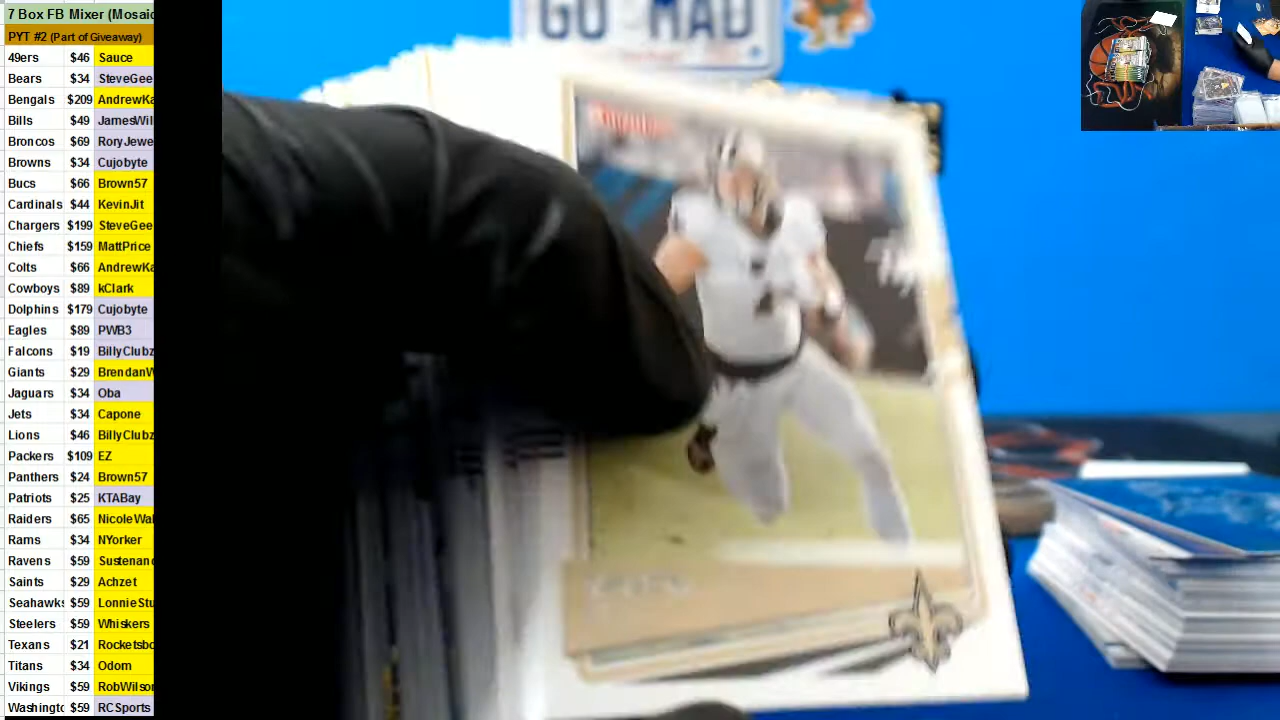 7 Box FB Mixer (Mosaic
PYT #2 (Part of Giveaway)
49ers $46 Sauce
Bears $34 SteveGee
Bengals $209 AndrewKa
Bills $49 JamesWil
Broncos $69 RoryJewe
Browns $34 Cujobyte
Bucs $66 Brown57
Cardinals $44 KevinJit
Chargers $199 SteveGee
Chiefs $159 MattPrice
Colts $66 AndrewKa
Cowboys $89 kClark
Dolphins $179 Cujobyte
Eagles $89 PWB3
Falcons $19 BillyClubz
Giants $29 BrendanW
Jaguars $34 Oba
Jets $34 Capone
Lions $46 BillyClubz
Packers $109 EZ
Panthers $24 Brown57
Patriots $25 KTABay
Raiders $65 NicoleWal
Rams $34 NYorker
Ravens $59 Sustenanc
Saints $29 Achzet
Seahawks $59 LonnieStu
Steelers $59 Whiskers
Texans $21 Rocketsbo
Titans $34 Odom
Vikings $59 RobWilson
Washingto $59 RCSports
GO MAD